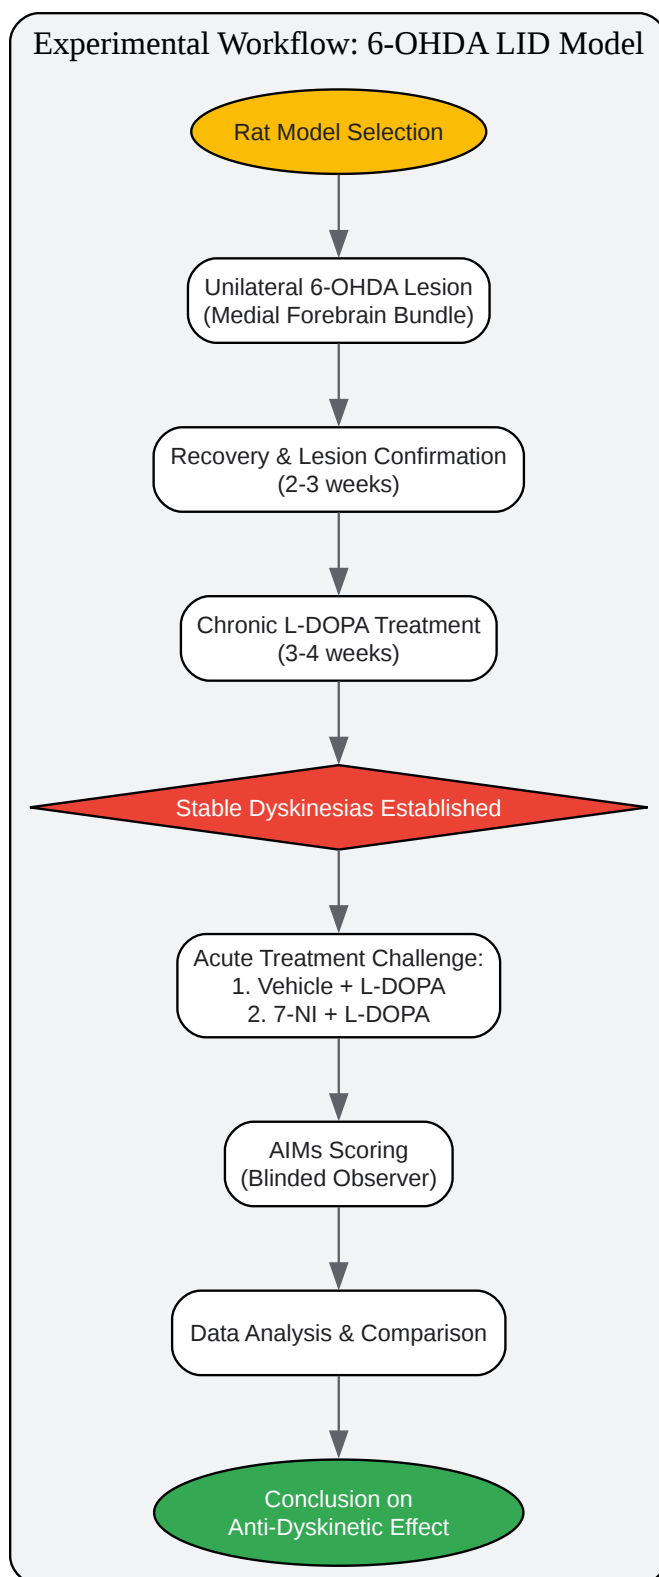 Experimental Workflow: 6-OHDA LID Model
Rat Model Selection
Unilateral 6-OHDA Lesion
(Medial Forebrain Bundle)
Recovery & Lesion Confirmation
(2-3 weeks)
Chronic L-DOPA Treatment
(3-4 weeks)
Stable Dyskinesias Established
Acute Treatment Challenge:
1. Vehicle + L-DOPA
2. 7-NI + L-DOPA
AIMs Scoring
(Blinded Observer)
Data Analysis & Comparison
Conclusion on
Anti-Dyskinetic Effect